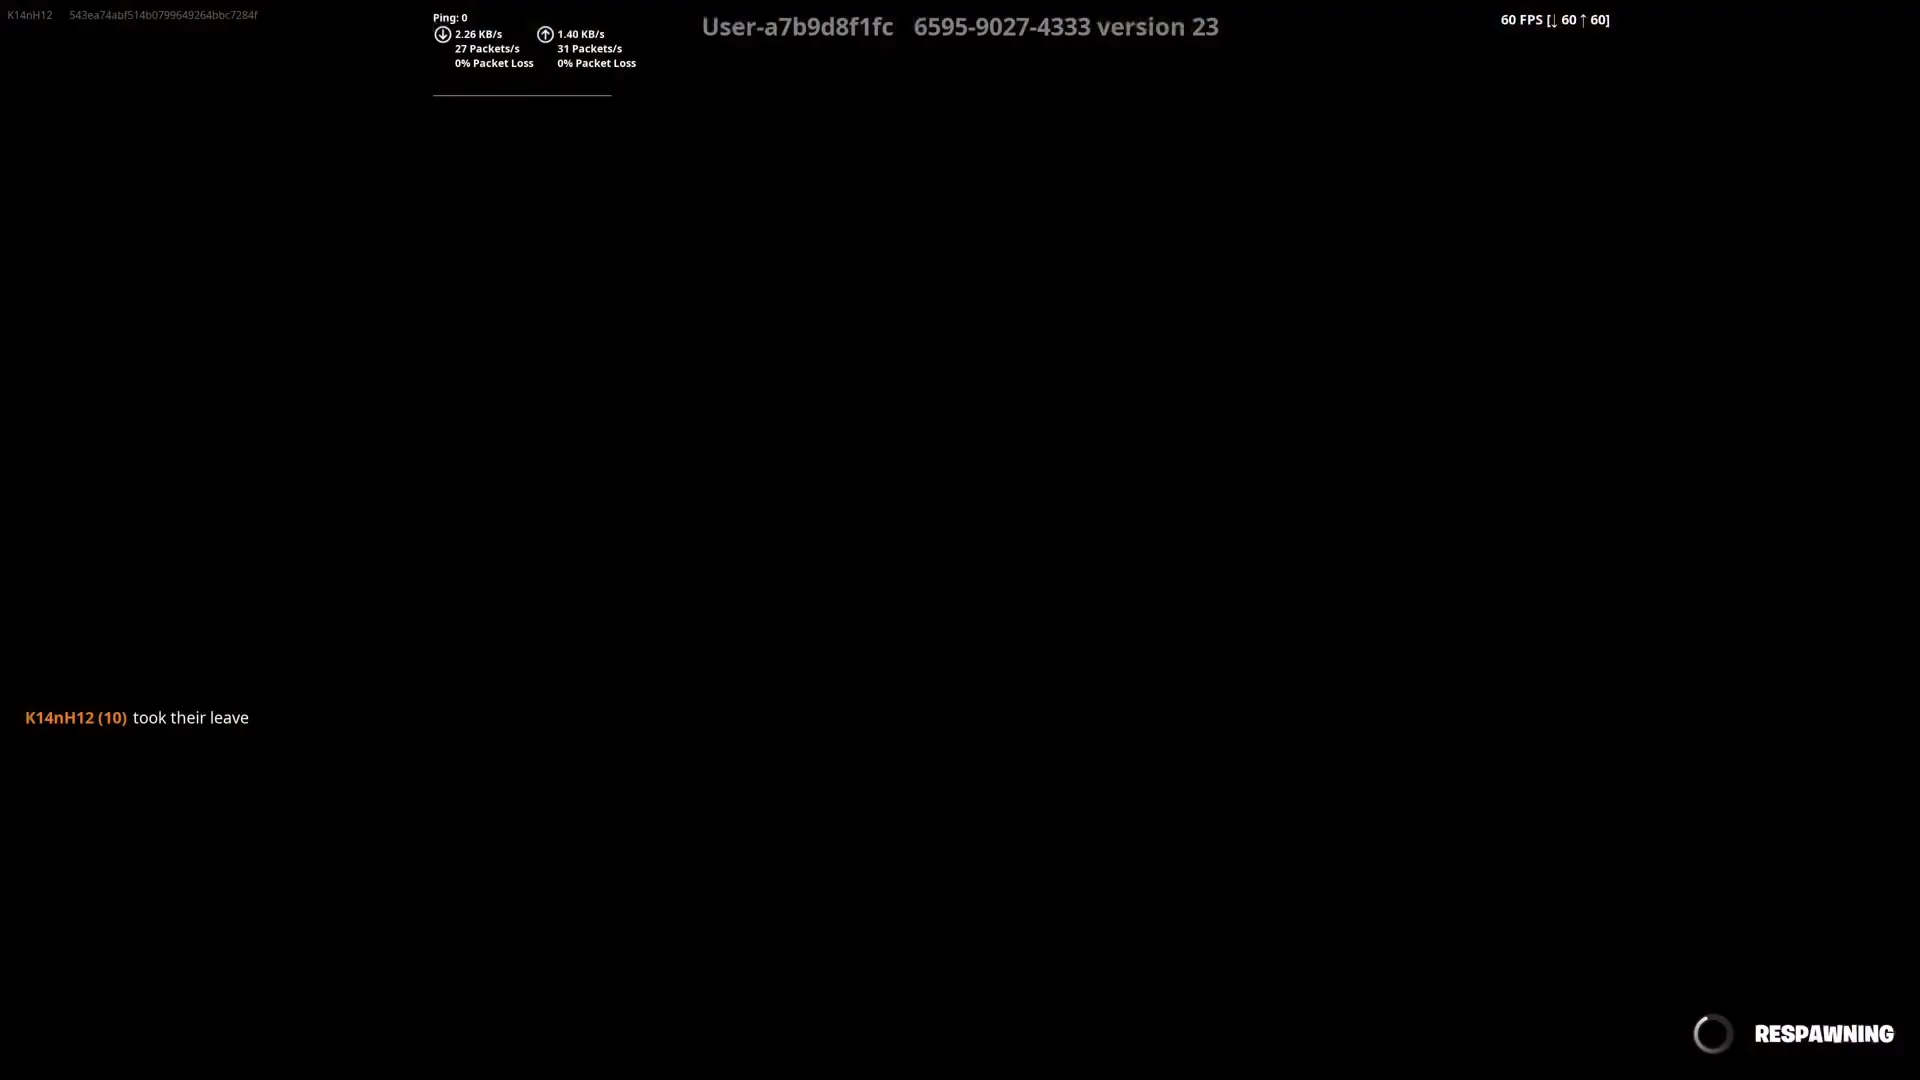 K14nH12 543ea74abf514b0799649264bbc7284f
Ping: 0
2.26 KB/s 1.40 KB/s
27 Packets/s 31 Packets/s
0% Packet Loss 0% Packet Loss
User-a7b9d8f1fc 6595-9027-4333 version 23
60 FPS [↓ 60 ↑ 60]
K14nH12 (10) took their leave
RESPAWNING